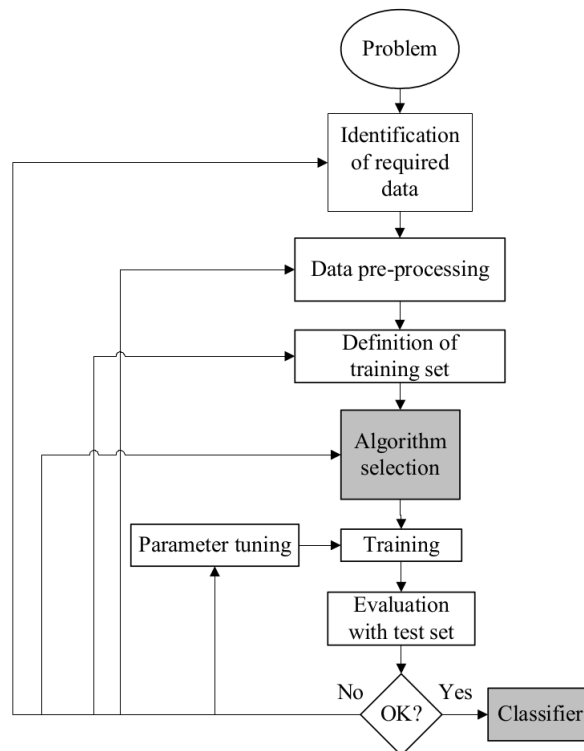 Problem
Identification
of required
data
Data pre-processing
Definition of
training set
Algorithm
selection
Parameter tuning
Training
Evaluation
with test set
No
OK?
Yes
Classifier